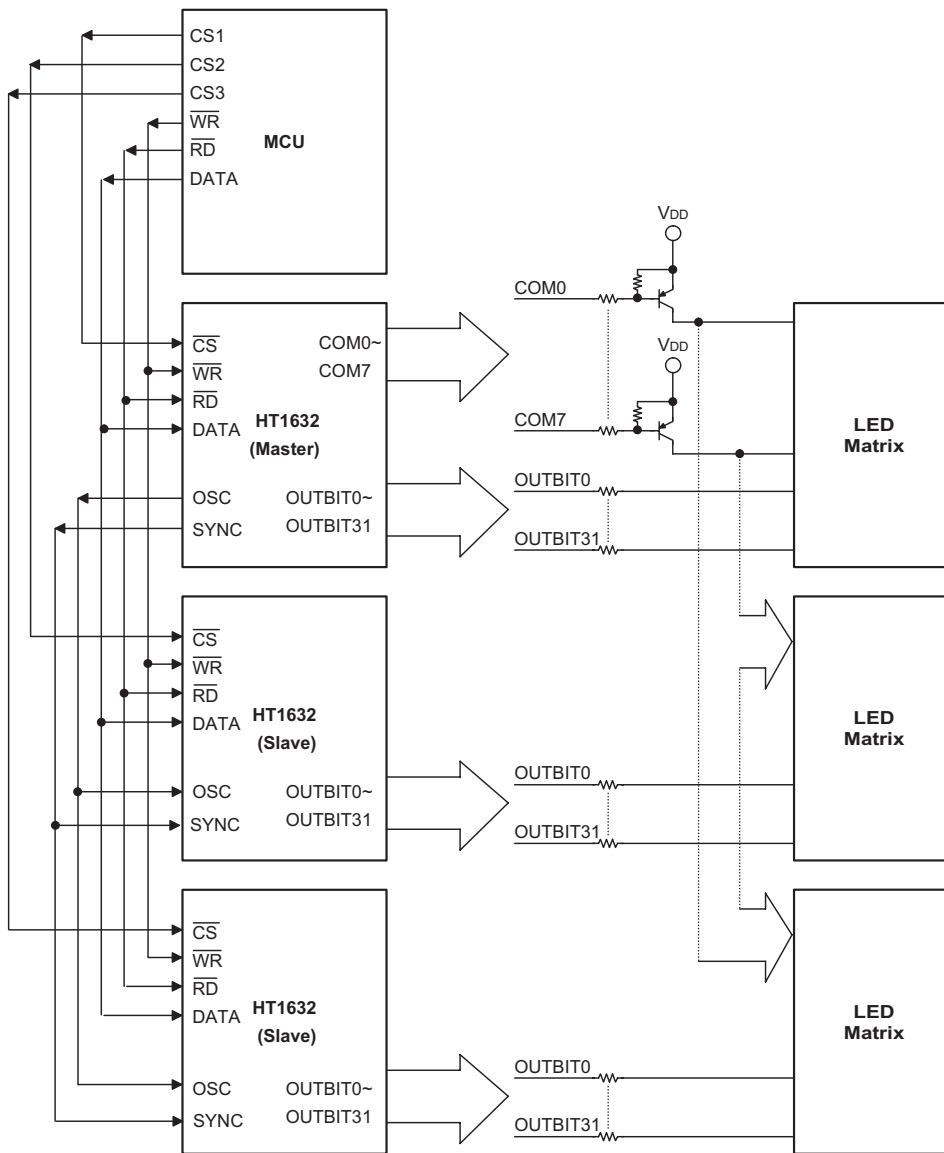 CS1
CS2
CS3
WR
RD
DATA
MCU
CS
WR
RD
DATA
OSC
SYNC
HT1632
(Master)
COM0~
COM7
OUTBIT0~
OUTBIT31
VDD
COM0
VDD
COM7
OUTBIT0
OUTBIT31
LED
Matrix
CS
WR
RD
DATA
OSC
SYNC
HT1632
(Slave)
OUTBIT0~
OUTBIT31
OUTBIT0
OUTBIT31
LED
Matrix
CS
WR
RD
DATA
OSC
SYNC
HT1632
(Slave)
OUTBIT0~
OUTBIT31
OUTBIT0
OUTBIT31
LED
Matrix